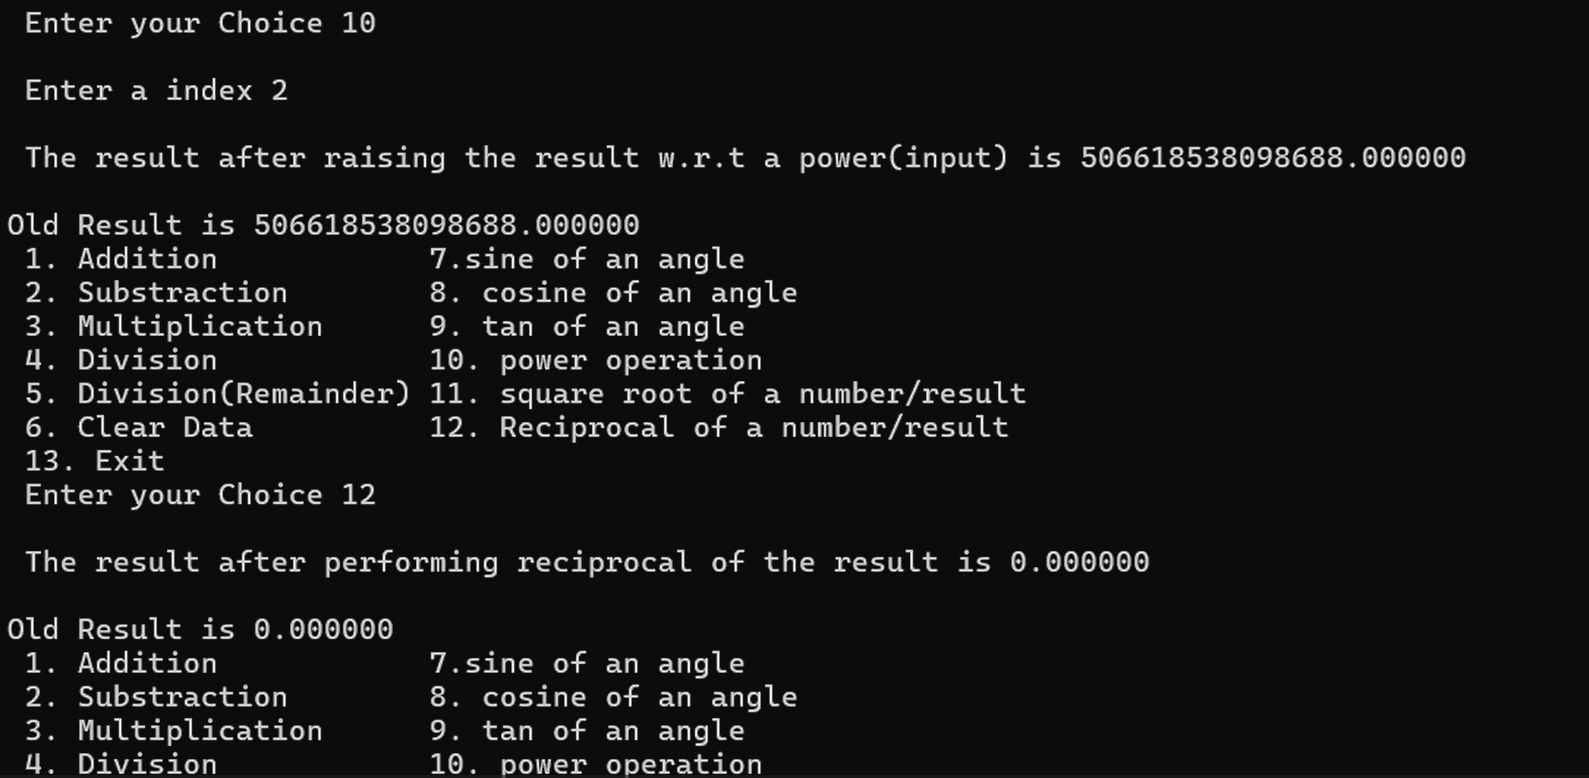 Enter your Choice 10
Enter a index 2
The result after raising the result w.r.t a power(input) is 506618538098688.000000
Old Result is 506618538098688.000000
1. Addition 7.sine of an angle
2. Substraction 8. cosine of an angle
3. Multiplication 9. tan of an angle
4. Division 10. power operation
5. Division(Remainder) 11. square root of a number/result
6. Clear Data 12. Reciprocal of a number/result
13. Exit
Enter your Choice 12
The result after performing reciprocal of the result is 0.000000
Old Result is 0.000000
1. Addition 7.sine of an angle
2. Substraction 8. cosine of an angle
3. Multiplication 9. tan of an angle
4. Division 10. power operation